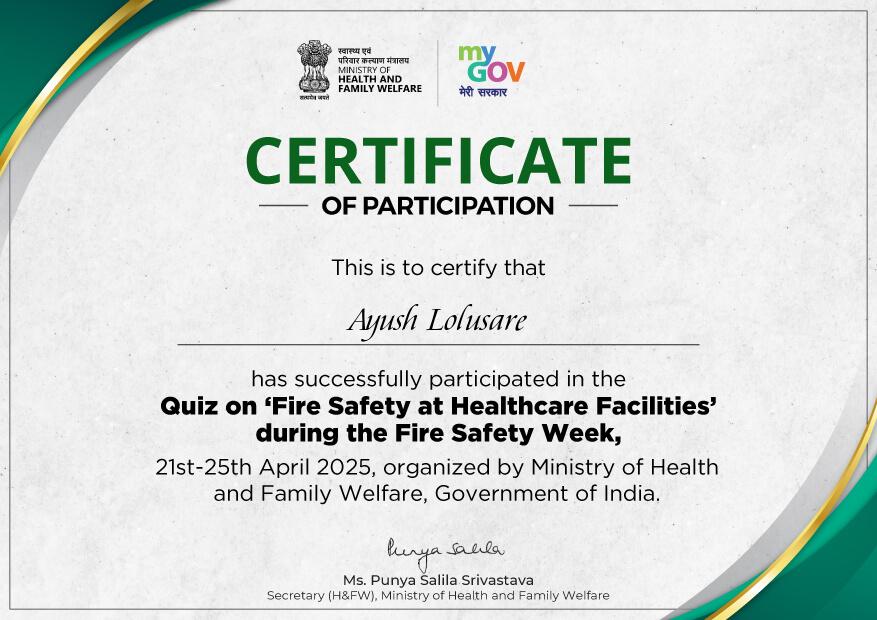 सत्यमेव जयते
स्वास्थ्य एवं
परिवार कल्याण मंत्रालय
MINISTRY OF
HEALTH AND
FAMILY WELFARE
my
GOV
मेरी सरकार
CERTIFICATE
OF PARTICIPATION
This is to certify that
Ayush Lolusare
has successfully participated in the
Quiz on ‘Fire Safety at Healthcare Facilities’
during the Fire Safety Week,
21st-25th April 2025, organized by Ministry of Health
and Family Welfare, Government of India.
Punya Salila
Ms. Punya Salila Srivastava
Secretary (H&FW), Ministry of Health and Family Welfare